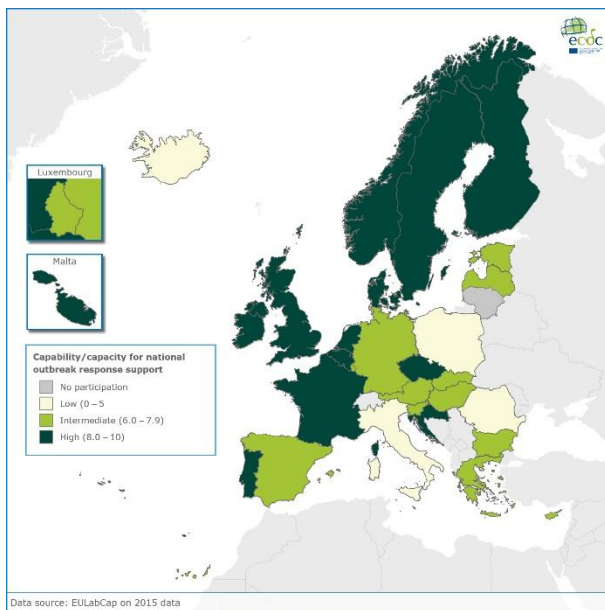 ecdc
Luxembourg
Malta
Capability/capacity for national
outbreak response support
No participation
Low (0 – 5
Intermediate (6.0 – 7.9)
High (8.0 – 10)
Data source: EULabCap on 2015 data